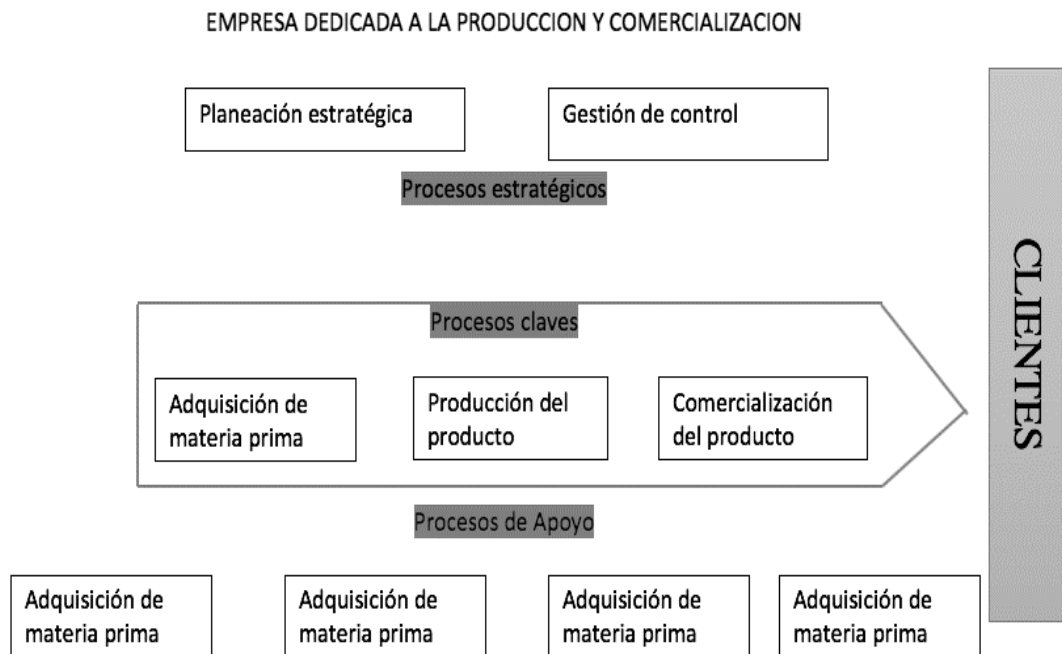 EMPRESA DEDICADA A LA PRODUCCION Y COMERCIALIZACION
Planeación estratégica
Gestión de control
Procesos estratégicos
CLIENTES
Procesos claves
Adquisición de
materia prima
Producción del
producto
Comercialización
del producto
Procesos de Apoyo
Adquisición de
materia prima
Adquisición de
materia prima
Adquisición de
materia prima
Adquisición de
materia prima